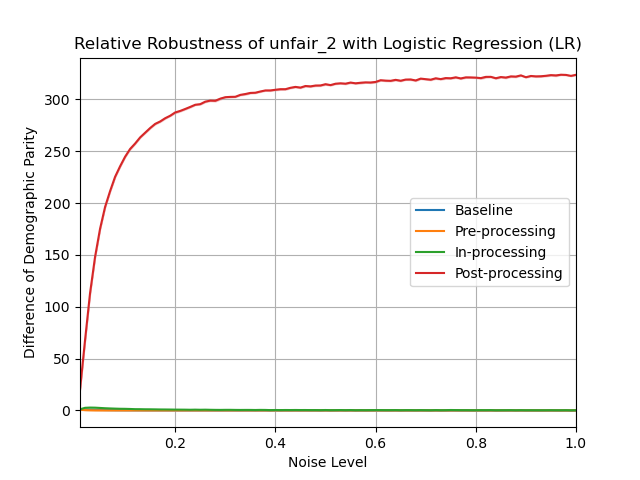 Relative Robustness of unfair_2 with Logistic Regression (LR)
Difference of Demographic Parity
300
250
200
150
100
50
0
Baseline
Pre-processing
In-processing
Post-processing
0.2
0.4
0.6
0.8
1.0
Noise Level